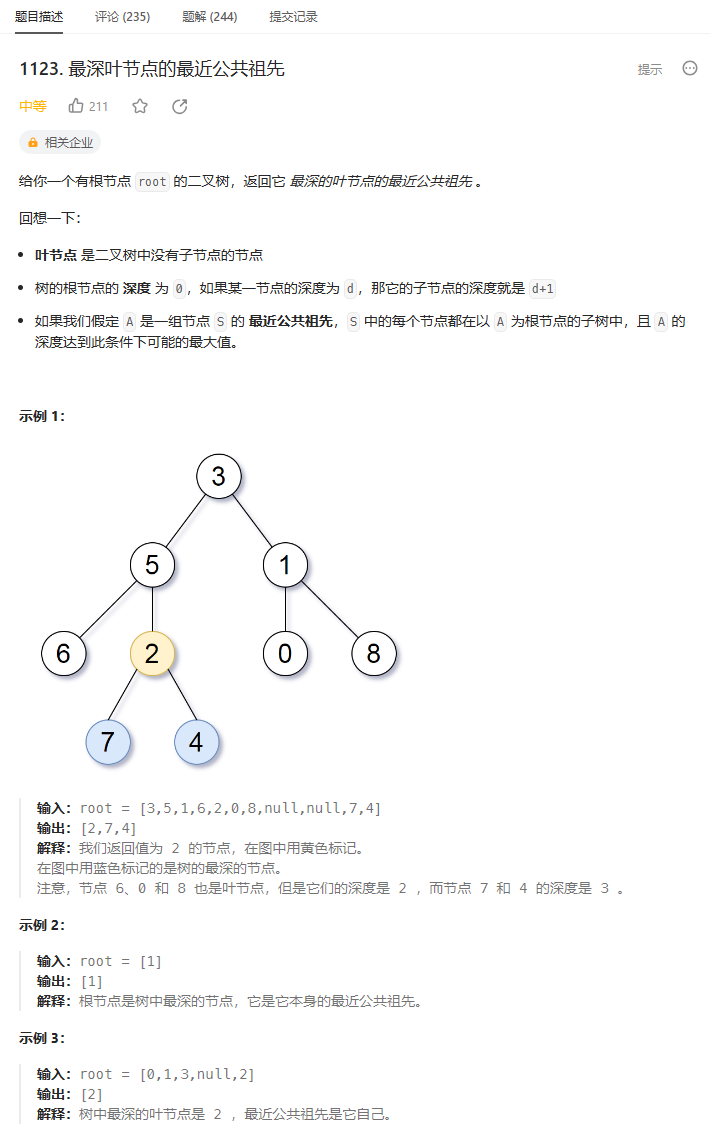 题目描述 评论 (235) 题解 (244) 提交记录
1123. 最深叶节点的最近公共祖先 提示
中等 211
相关企业
给你一个有根节点 root 的二叉树，返回它 最深的叶节点的最近公共祖先 。
回想一下：
叶节点 是二叉树中没有子节点的节点
树的根节点的 深度 为 0，如果某一节点的深度为 d，那它的子节点的深度就是 d+1
如果我们假定 A 是一组节点 S 的 最近公共祖先，S 中的每个节点都在以 A 为根节点的子树中，且 A 的
深度达到此条件下可能的最大值。
示例 1：
3
5 1
6 2 0 8
7 4
输入：root = [3,5,1,6,2,0,8,null,null,7,4]
输出：[2,7,4]
解释：我们返回值为 2 的节点，在图中用黄色标记。
在图中用蓝色标记的是树的最深的节点。
注意，节点 6、0 和 8 也是叶节点，但是它们的深度是 2 ，而节点 7 和 4 的深度是 3 。
示例 2：
输入：root = [1]
输出：[1]
解释：根节点是树中最深的节点，它是它本身的最近公共祖先。
示例 3：
输入：root = [0,1,3,null,2]
输出：[2]
解释：树中最深的叶节点是 2 ，最近公共祖先是它自己。